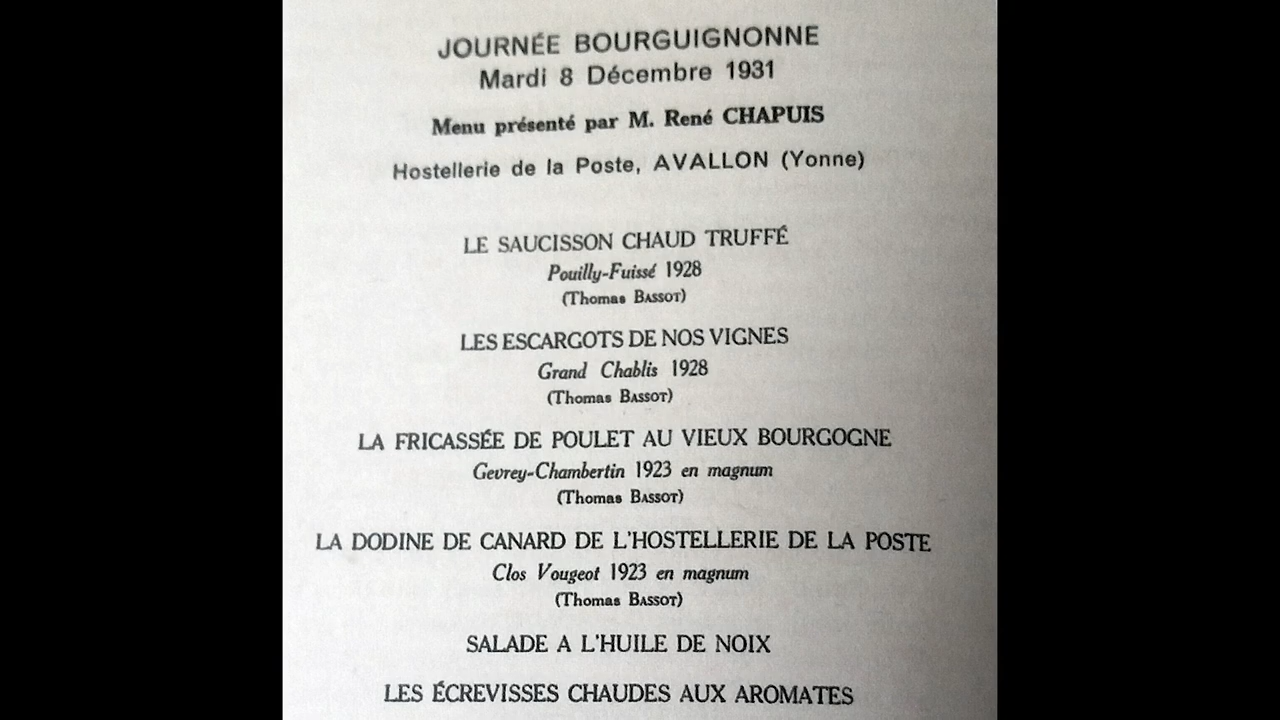 JOURNÉE BOURGUIGNONNE
Mardi 8 Décembre 1931
Menu présenté par M. René CHAPUIS
Hostellerie de la Poste, AVALLON (Yonne)
LE SAUCISSON CHAUD TRUFFÉ
Pouilly-Fuissé 1928
(Thomas BASSOT)
LES ESCARGOTS DE NOS VIGNES
Grand Chablis 1928
(Thomas BASSOT)
LA FRICASSÉE DE POULET AU VIEUX BOURGOGNE
Gevrey-Chambertin 1923 en magnum
(Thomas BASSOT)
LA DODINE DE CANARD DE L'HOSTELLERIE DE LA POSTE
Clos Vougeot 1923 en magnum
(Thomas BASSOT)
SALADE A L'HUILE DE NOIX
LES ÉCREVISSES CHAUDES AUX AROMATES